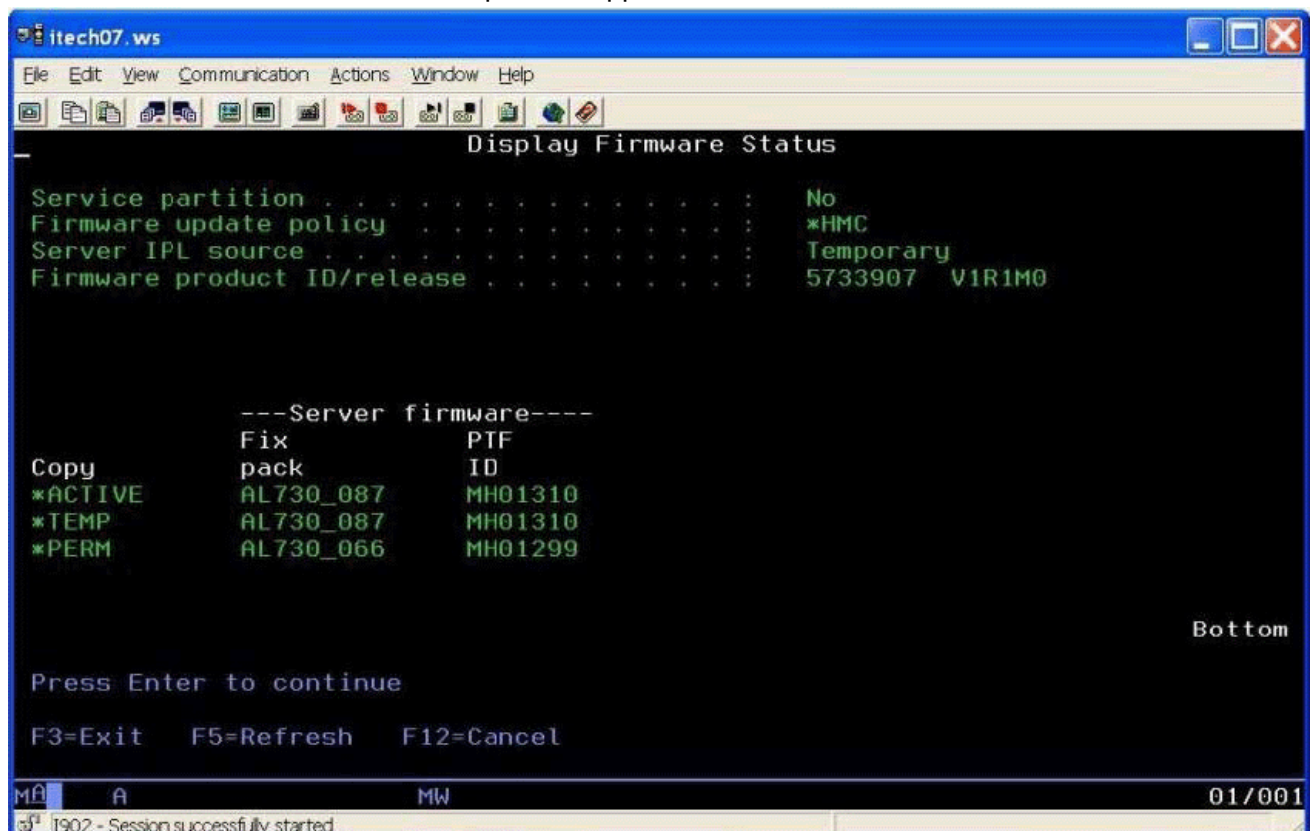 itech07.ws
File Edit View Communication Actions Window Help
Display Firmware Status
Service partition . . . . . . . . . . . . . . : No
Firmware update policy . . . . . . . . . . : *HMC
Server IPL source . . . . . . . . . . . . . . : Temporary
Firmware product ID/release . . . . . . . . : 5733907 V1R1M0
---Server firmware----
Fix PTF
Copy pack ID
*ACTIVE AL730_087 MH01310
*TEMP AL730_087 MH01310
*PERM AL730_066 MH01299
Bottom
Press Enter to continue
F3=Exit F5=Refresh F12=Cancel
MA A MW 01/001
I902 - Session successfully started